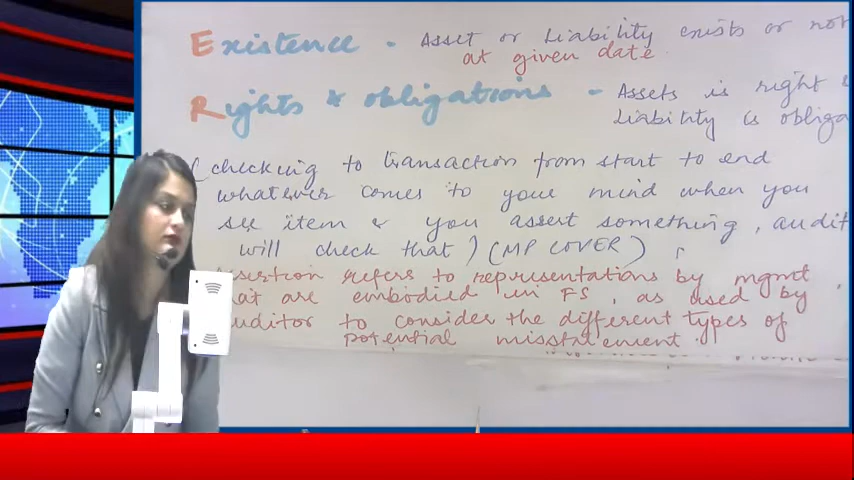 Existence - Asset or Liability exists or not
at given date
Rights & obligations - Assets is right &
Liability is obliga
(checking to transaction from start to end
whatever comes to your mind when you
see item & you assert something, audit
will check that) (MP COVER)
ssertion refers to representations by mgmt
hat are embodied in FS, as used by
uditor to consider the different types of
potential misstatement.